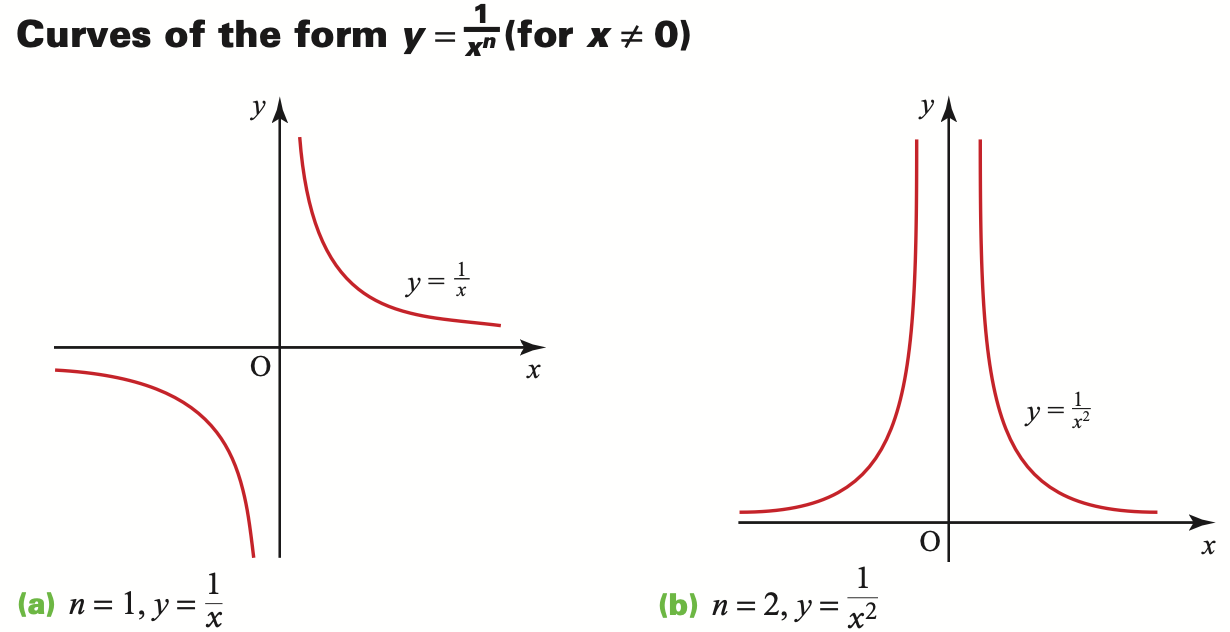 Curves of the form y = 1/xⁿ (for x ≠ 0)
y
y = 1/x
O
x
(a) n = 1, y = 1/x
y
y = 1/x²
O
x
(b) n = 2, y = 1/x²